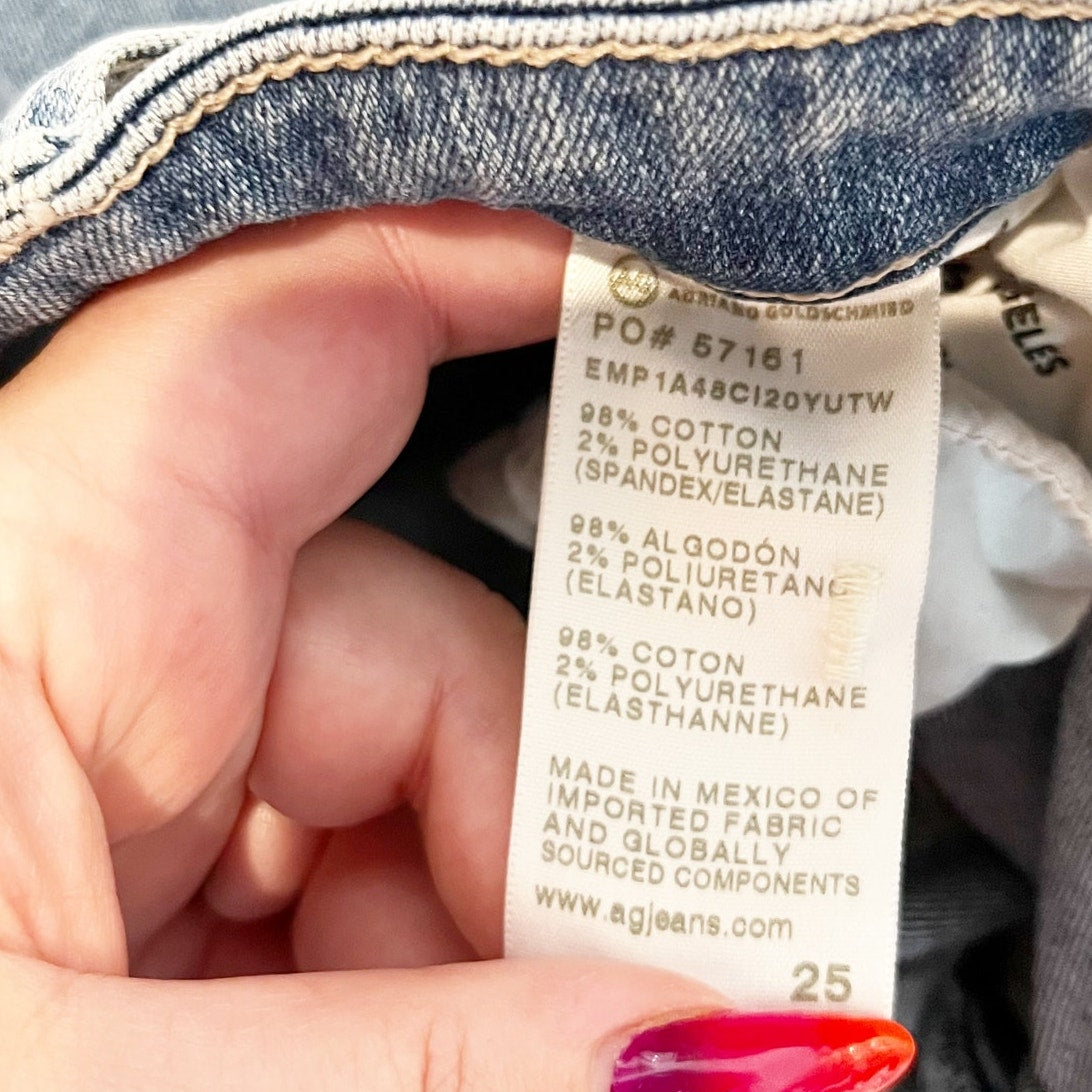 AG
ADRIANO GOLDSCHMIED
PO# 57161
EMP1A48CI20YUTW
98% COTTON
2% POLYURETHANE
(SPANDEX/ELASTANE)
98% ALGODÓN
2% POLIURETANO
(ELASTANO)
98% COTON
2% POLYURETHANE
(ELASTHANNE)
MADE IN MEXICO OF
IMPORTED FABRIC
AND GLOBALLY
SOURCED COMPONENTS
www.agjeans.com
25